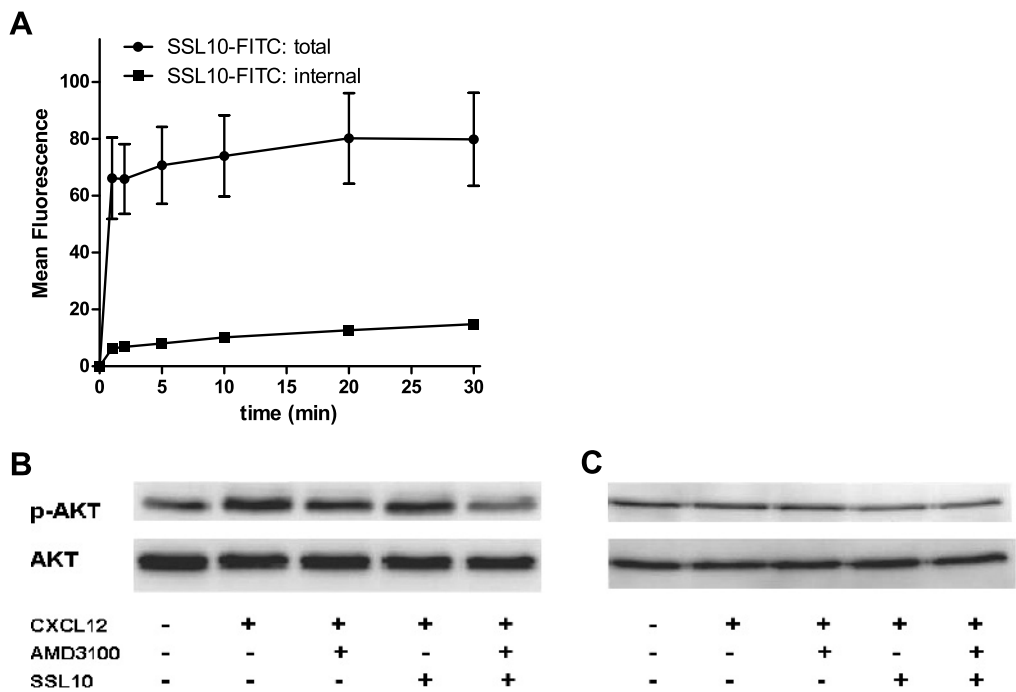 A
SSL10-FITC: total
SSL10-FITC: internal
100
80
60
40
20
0
Mean Fluorescence
0 5 10 15 20 25 30
time (min)
B
C
p-AKT
AKT
CXCL12 - + + + + - + + + +
AMD3100 - - + - + - - + - +
SSL10 - - - + + - - - + +